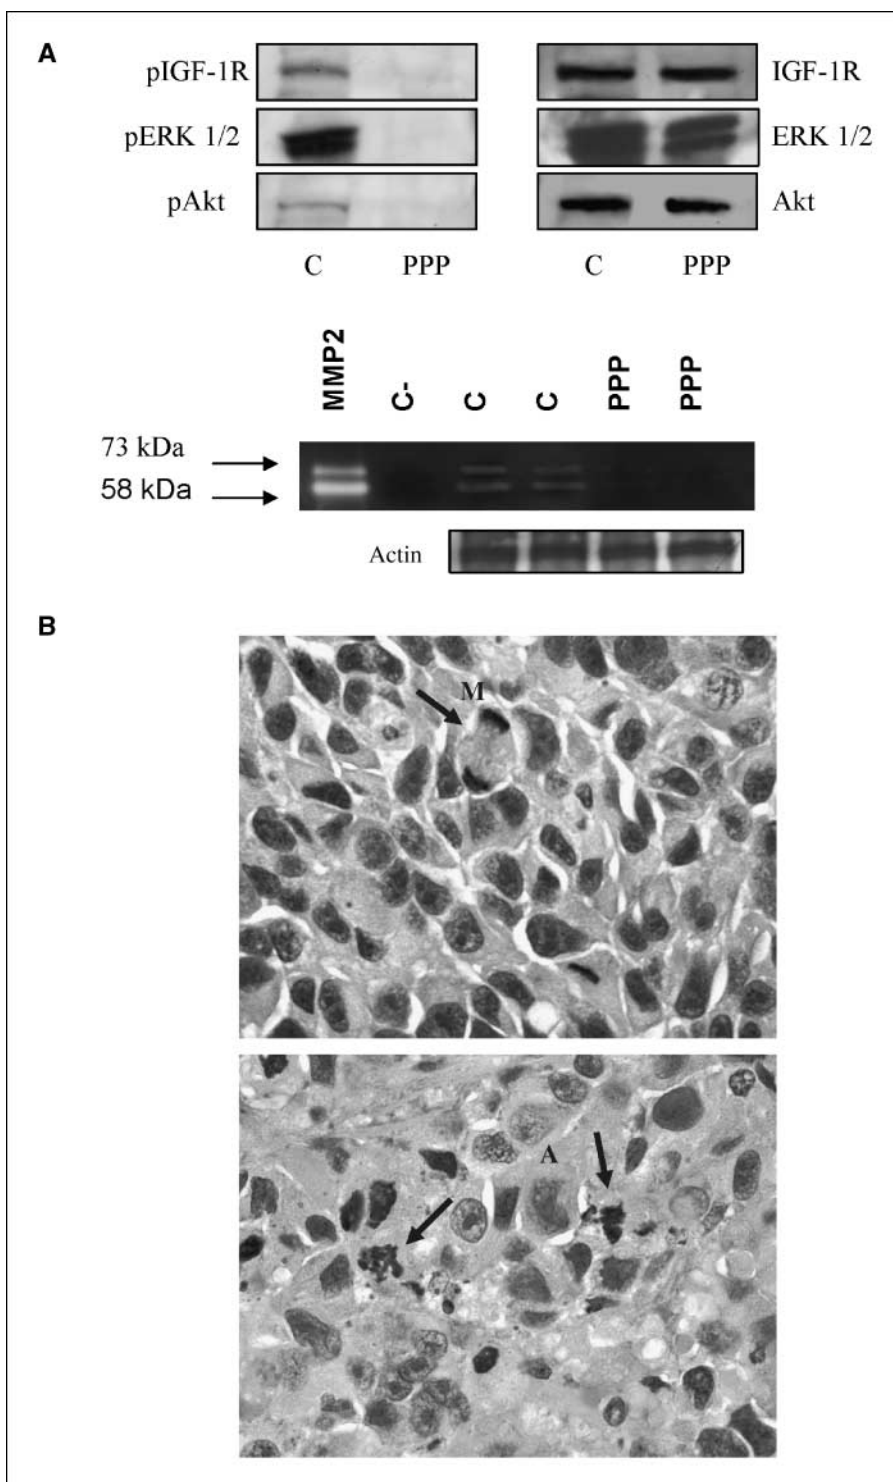 A
pIGF-1R
IGF-1R
pERK 1/2
ERK 1/2
pAkt
Akt
C PPP C PPP
MMP2 C- C C PPP PPP
73 kDa
58 kDa
Actin
B
M
A